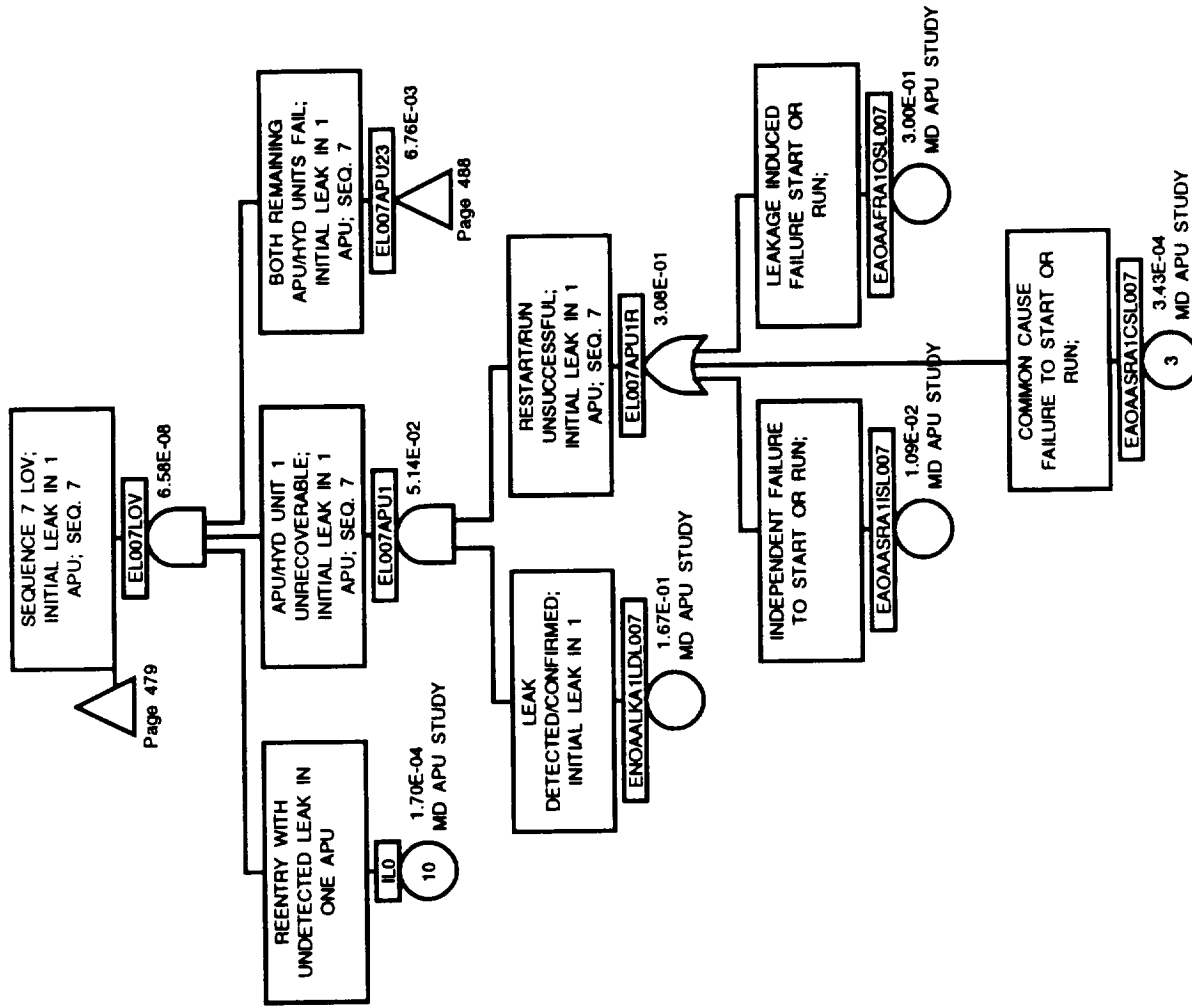 SEQUENCE 7 LOV;
INITIAL LEAK IN 1
APU; SEQ. 7
EL007LOV
6.58E-08
Page 479
REENTRY WITH
UNDETECTED LEAK IN
ONE APU
IL0
10
1.70E-04
MD APU STUDY
APU/HYD UNIT 1
UNRECOVERABLE;
INITIAL LEAK IN 1
APU; SEQ. 7
EL007APU1
5.14E-02
BOTH REMAINING
APU/HYD UNITS FAIL;
INITIAL LEAK IN 1
APU; SEQ. 7
EL007APU23
6.76E-03
Page 488
LEAK
DETECTED/CONFIRMED;
INITIAL LEAK IN 1
ENOAALKA1LDL007
1.67E-01
MD APU STUDY
RESTART/RUN
UNSUCCESSFUL;
INITIAL LEAK IN 1
APU; SEQ. 7
EL007APU1R
3.08E-01
INDEPENDENT FAILURE
TO START OR RUN;
EAOAASRA1ISL007
1.09E-02
MD APU STUDY
LEAKAGE INDUCED
FAILURE START OR
RUN;
EAOAAFRA1OSL007
3.00E-01
MD APU STUDY
COMMON CAUSE
FAILURE TO START OR
RUN;
EAOAASRA1CSL007
3
3.43E-04
MD APU STUDY